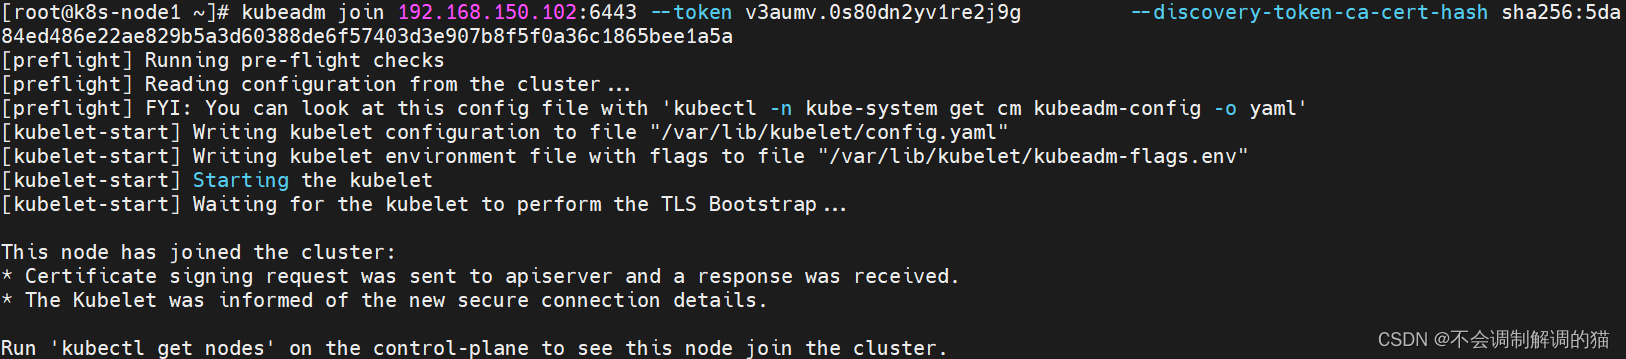 [root@k8s-node1 ~]# kubeadm join 192.168.150.102:6443 --token v3aumv.0s80dn2yv1re2j9g --discovery-token-ca-cert-hash sha256:5da
84ed486e22ae829b5a3d60388de6f57403d3e907b8f5f0a36c1865bee1a5a
[preflight] Running pre-flight checks
[preflight] Reading configuration from the cluster...
[preflight] FYI: You can look at this config file with 'kubectl -n kube-system get cm kubeadm-config -o yaml'
[kubelet-start] Writing kubelet configuration to file "/var/lib/kubelet/config.yaml"
[kubelet-start] Writing kubelet environment file with flags to file "/var/lib/kubelet/kubeadm-flags.env"
[kubelet-start] Starting the kubelet
[kubelet-start] Waiting for the kubelet to perform the TLS Bootstrap...
This node has joined the cluster:
* Certificate signing request was sent to apiserver and a response was received.
* The Kubelet was informed of the new secure connection details.
Run 'kubectl get nodes' on the control-plane to see this node join the cluster.
CSDN @不会调制解调的猫